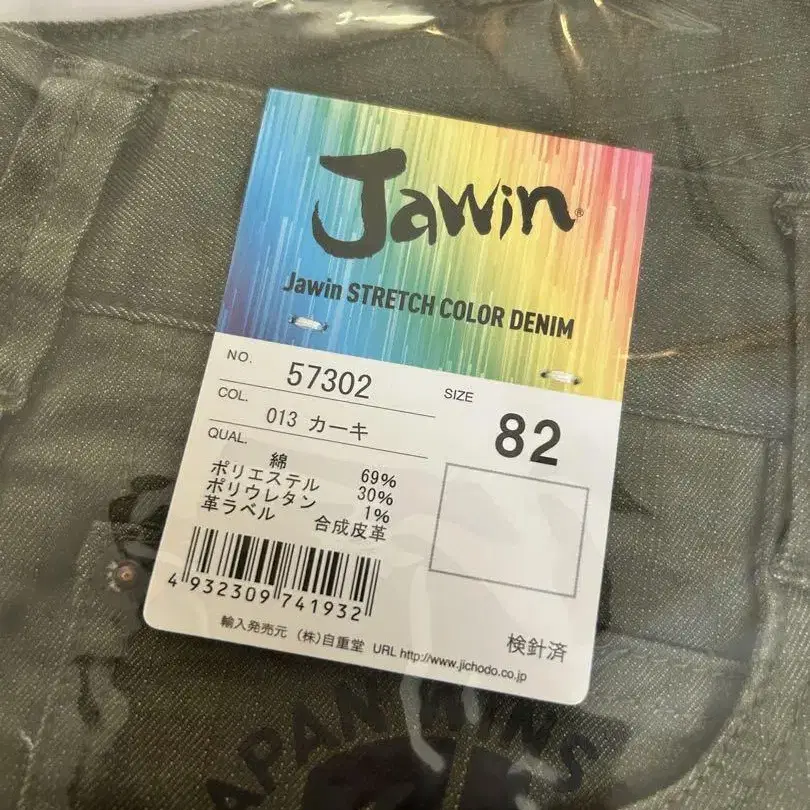 Jawin®
Jawin STRETCH COLOR DENIM
NO. 57302
COL. 013 カーキ
SIZE 82
QUAL.
綿 69%
ポリエステル 30%
ポリウレタン 1%
革ラベル 合成皮革
4 932309 741932
検針済
輸入発売元 (株)自重堂 URL http://www.jichodo.co.jp